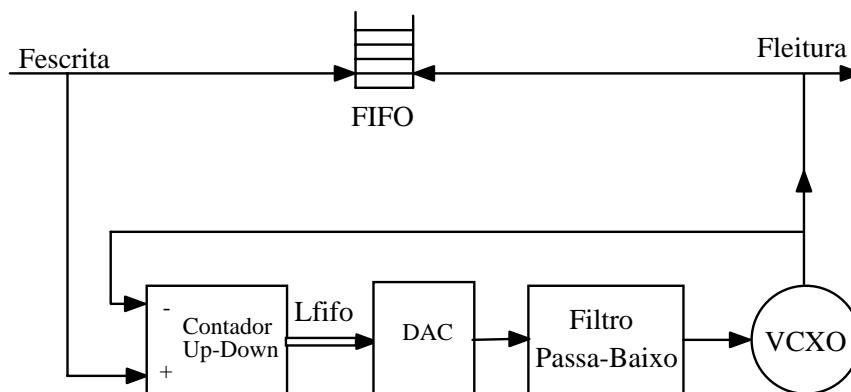 Fescrita
Fleitura
FIFO
-
Contador
Up-Down
+
Lfifo
DAC
Filtro
Passa-Baixo
VCXO